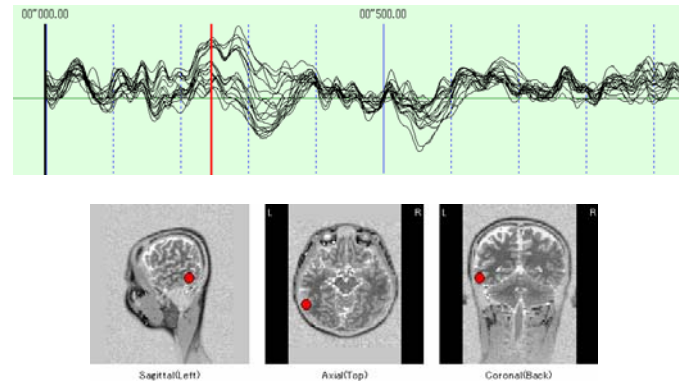 00"000.00 00"500.00
L R L R
Sagittal(Left) Axial(Top) Coronal(Back)